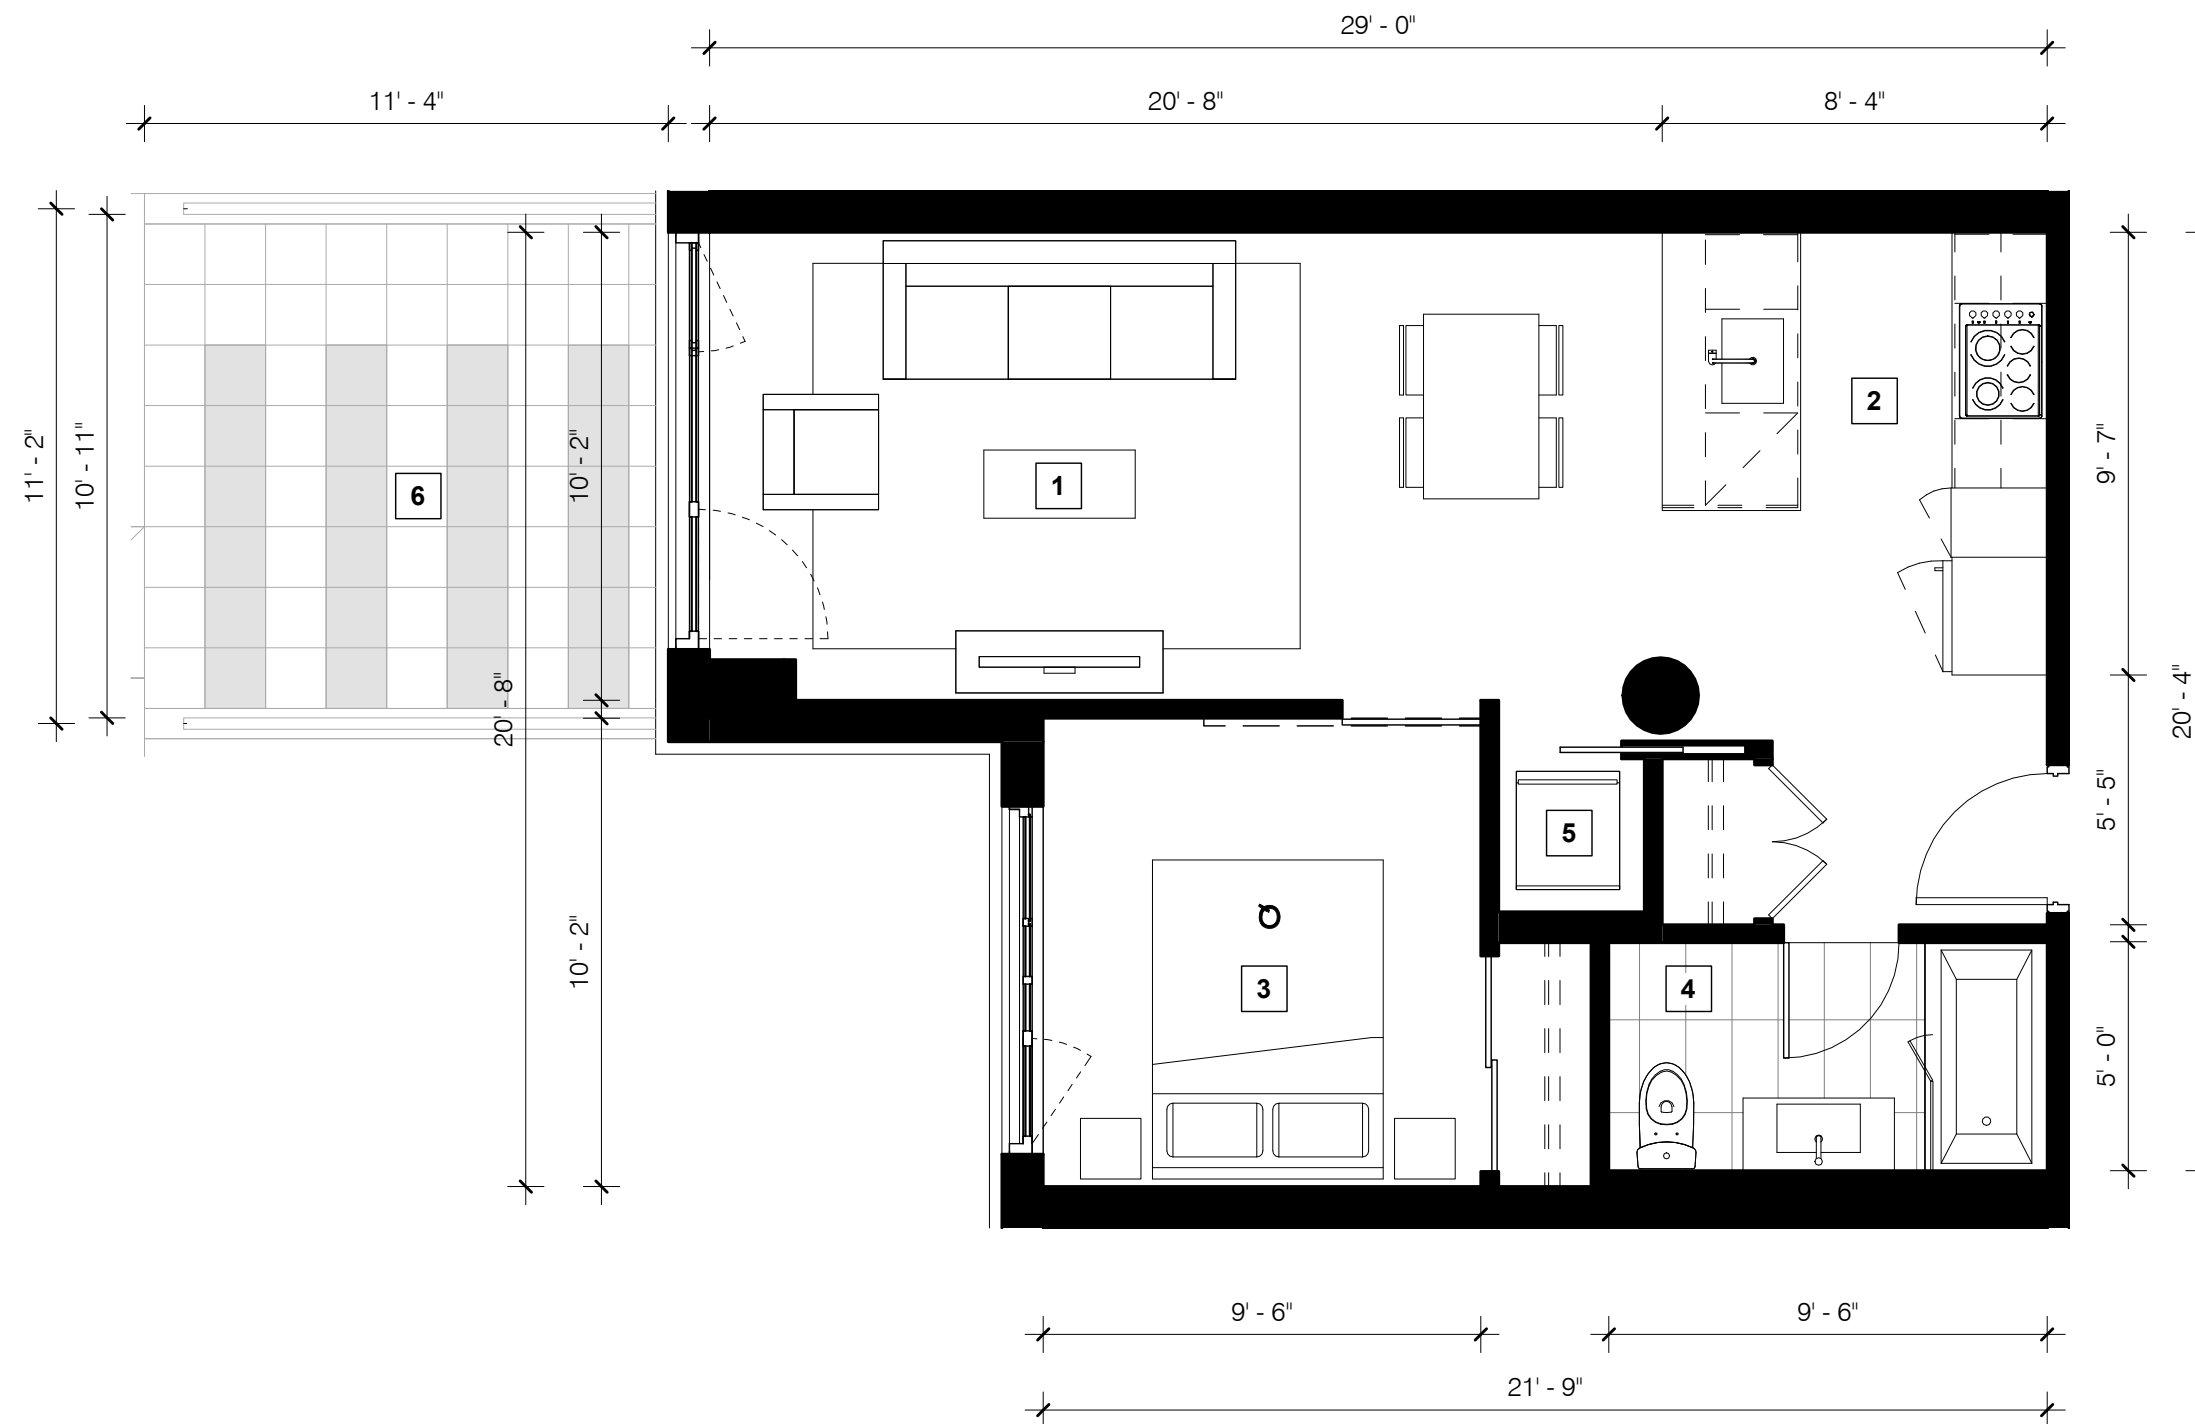 29' - 0"
11' - 4"
20' - 8"
8' - 4"
11' - 2"
10' - 11"
10' - 2"
9' - 7"
2
1
6
20' - 8"
20' - 4"
5' - 5"
5
Q
10' - 2"
3
4
5' - 0"
9' - 6"
9' - 6"
21' - 9"